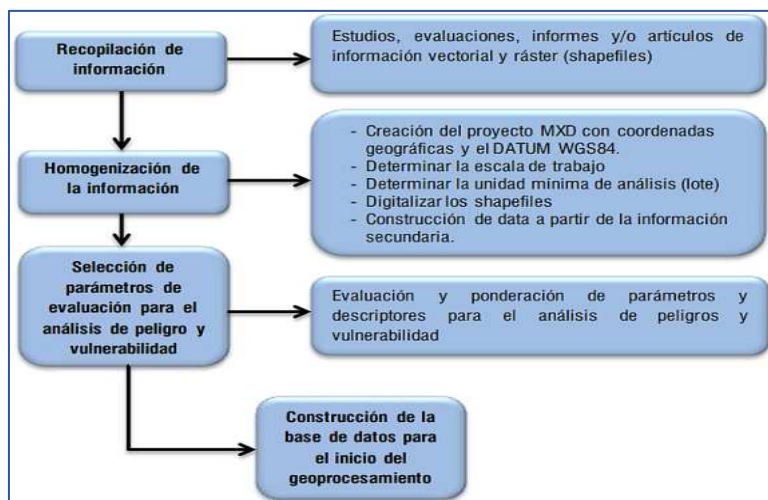 Recopilación de
información
Estudios, evaluaciones, informes y/o artículos de
información vectorial y ráster (shapefiles)
Homogenización de
la información
- Creación del proyecto MXD con coordenadas
geográficas y el DATUM WGS84.
- Determinar la escala de trabajo
- Determinar la unidad mínima de análisis (lote)
- Digitalizar los shapefiles
- Construcción de data a partir de la información
secundaria.
Selección de
parámetros de
evaluación para el
análisis de peligro y
vulnerabilidad
Evaluación y ponderación de parámetros y
descriptores para el análisis de peligros y
vulnerabilidad
Construcción de la
base de datos para
el inicio del
geoprocesamiento